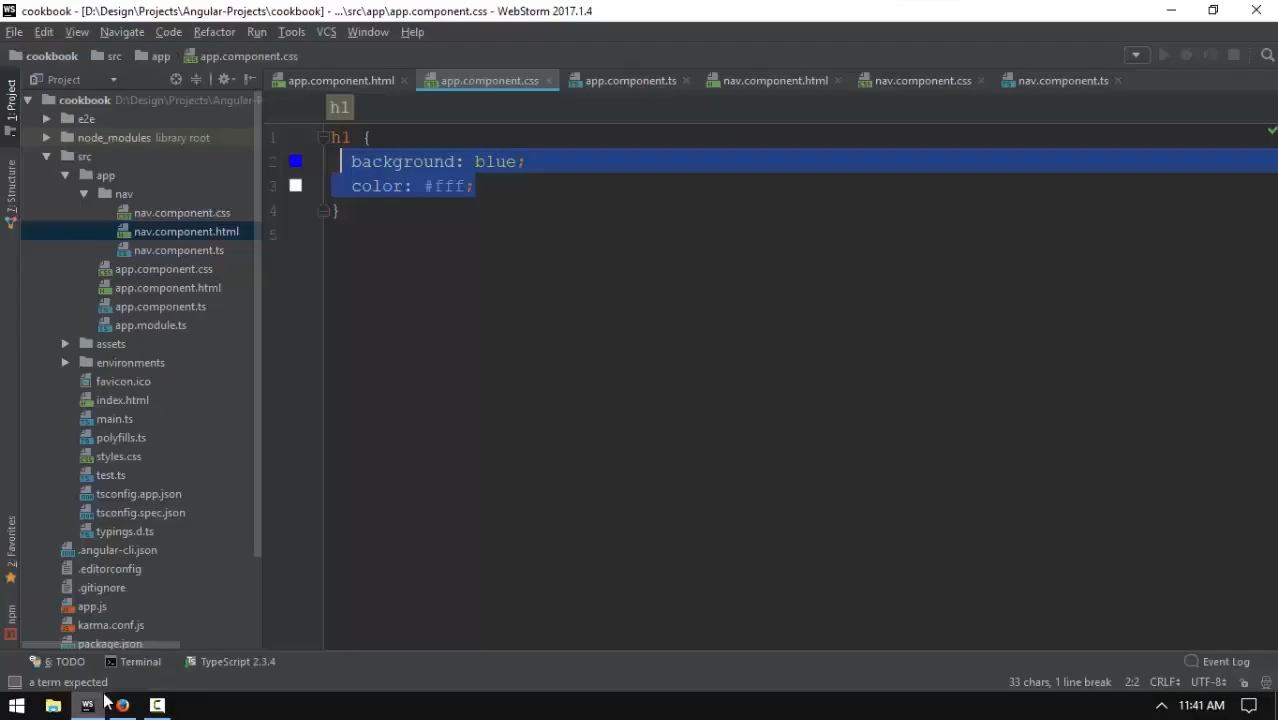 WS cookbook - [D:\Design\Projects\Angular-Projects\cookbook] - ...\src\app\app.component.css - WebStorm 2017.1.4
File Edit View Navigate Code Refactor Run Tools VCS Window Help
cookbook src app app.component.css
Project app.component.html app.component.css app.component.ts nav.component.html nav.component.css nav.component.ts
1: Project
7: Structure
2: Favorites
npm
cookbook D:\Design\Projects\Angular-P
e2e
node_modules library root
src
app
nav
nav.component.css
nav.component.html
nav.component.ts
app.component.css
app.component.html
app.component.ts
app.module.ts
assets
environments
favicon.ico
index.html
main.ts
polyfills.ts
styles.css
test.ts
tsconfig.app.json
tsconfig.spec.json
typings.d.ts
.angular-cli.json
.editorconfig
.gitignore
app.js
karma.conf.js
package.json
h1
1 h1 {
2 background: blue;
3 color: #fff;
4 }
5
6: TODO Terminal TypeScript 2.3.4 Event Log
a term expected 33 chars, 1 line break 2:2 CRLF UTF-8
WS 11:41 AM